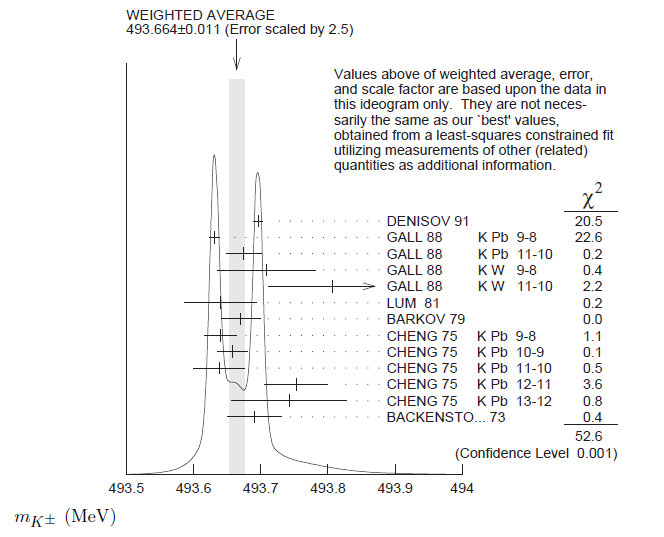 WEIGHTED AVERAGE
493.664±0.011 (Error scaled by 2.5)
Values above of weighted average, error,
and scale factor are based upon the data in
this ideogram only. They are not neces-
sarily the same as our `best' values,
obtained from a least-squares constrained fit
utilizing measurements of other (related)
quantities as additional information.
χ²
DENISOV 91 20.5
GALL 88 K Pb 9-8 22.6
GALL 88 K Pb 11-10 0.2
GALL 88 K W 9-8 0.4
GALL 88 K W 11-10 2.2
LUM 81 0.2
BARKOV 79 0.0
CHENG 75 K Pb 9-8 1.1
CHENG 75 K Pb 10-9 0.1
CHENG 75 K Pb 11-10 0.5
CHENG 75 K Pb 12-11 3.6
CHENG 75 K Pb 13-12 0.8
BACKENSTO... 73 0.4
52.6
(Confidence Level 0.001)
493.5 493.6 493.7 493.8 493.9 494
m_K± (MeV)